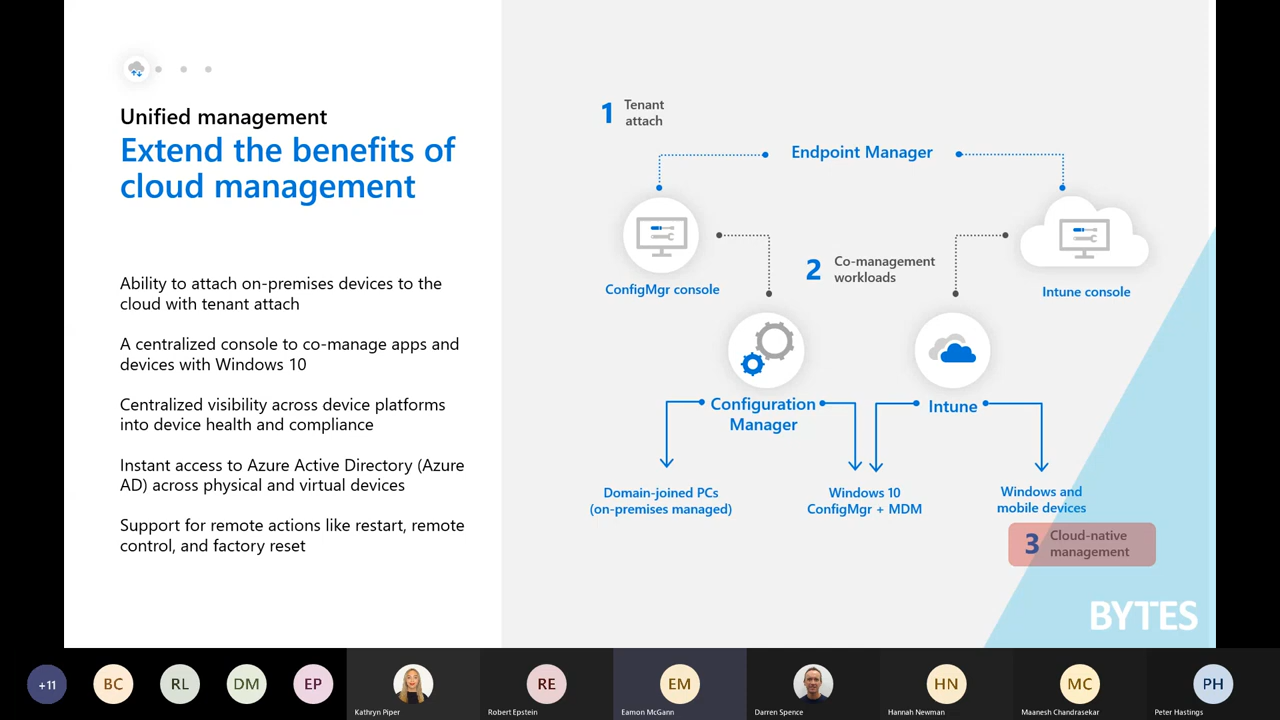 Unified management
Extend the benefits of
cloud management
Ability to attach on-premises devices to the
cloud with tenant attach
A centralized console to co-manage apps and
devices with Windows 10
Centralized visibility across device platforms
into device health and compliance
Instant access to Azure Active Directory (Azure
AD) across physical and virtual devices
Support for remote actions like restart, remote
control, and factory reset
1 Tenant
attach
Endpoint Manager
ConfigMgr console
2 Co-management
workloads
Intune console
Configuration
Manager
Intune
Domain-joined PCs
(on-premises managed)
Windows 10
ConfigMgr + MDM
Windows and
mobile devices
3 Cloud-native
management
BYTES
+11
BC
RL
DM
EP
Kathryn Piper
RE
Robert Epstein
EM
Eamon McGann
Darren Spence
HN
Hannah Newman
MC
Maanesh Chandrasekar
PH
Peter Hastings